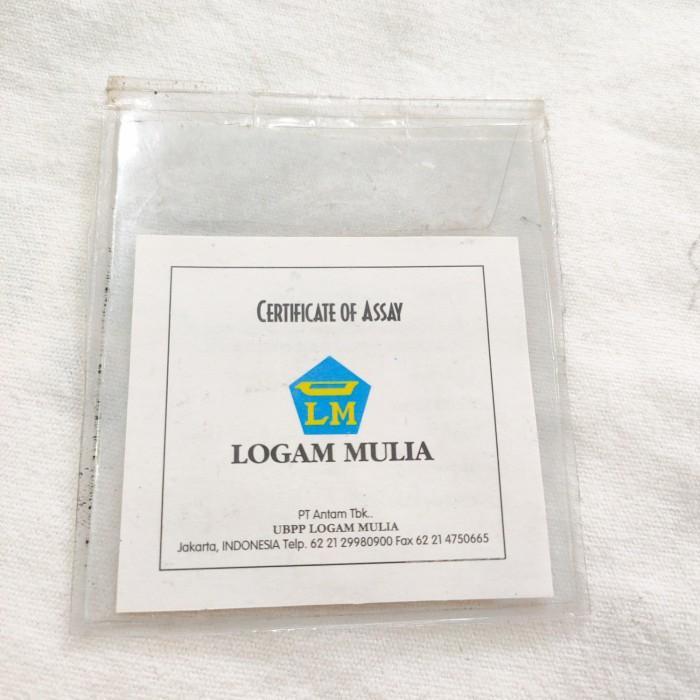 CERTIFICATE OF ASSAY
LM
LOGAM MULIA
PT Antam Tbk..
UBPP LOGAM MULIA
Jakarta, INDONESIA Telp. 62 21 29980900 Fax 62 21 4750665